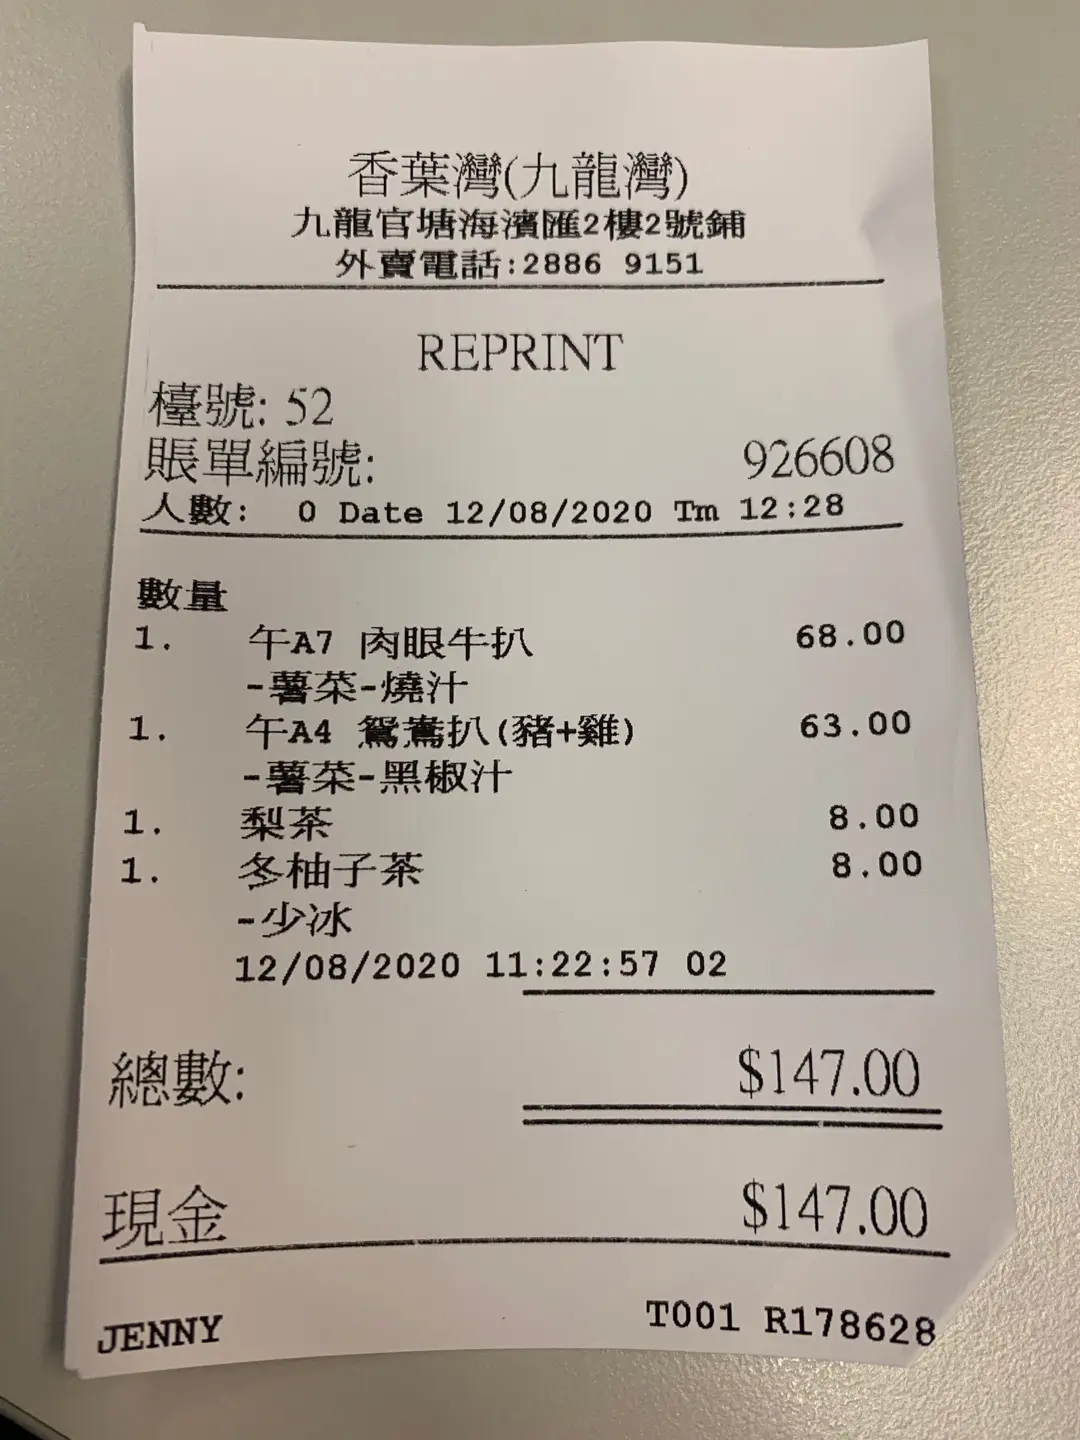 香葉灣(九龍灣)
九龍官塘海濱匯2樓2號鋪
外賣電話:2886 9151
REPRINT
檯號: 52
賬單編號: 926608
人數: 0 Date 12/08/2020 Tm 12:28
數量
1. 午A7 肉眼牛扒 68.00
-薯菜-燒汁
1. 午A4 鴛鴦扒(豬+雞) 63.00
-薯菜-黑椒汁
1. 梨茶 8.00
1. 冬柚子茶 8.00
-少冰
12/08/2020 11:22:57 02
總數: $147.00
現金 $147.00
JENNY T001 R178628